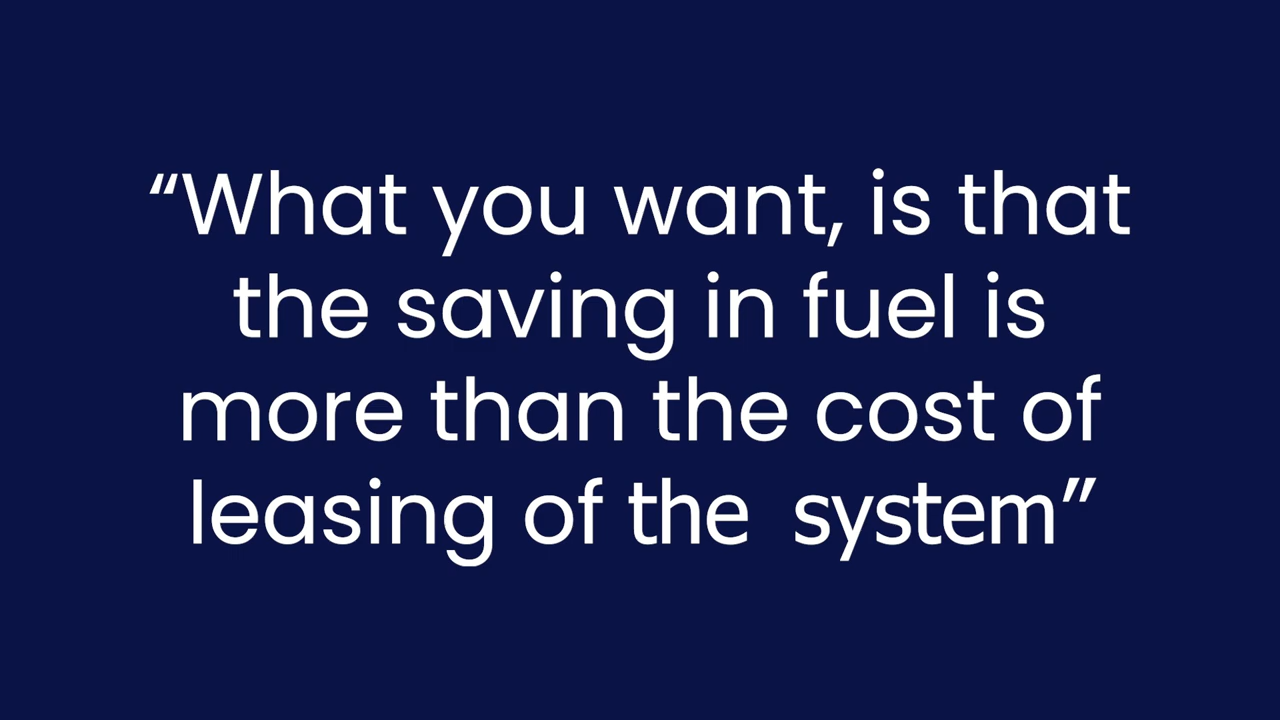 “What you want, is that
the saving in fuel is
more than the cost of
leasing of the system”